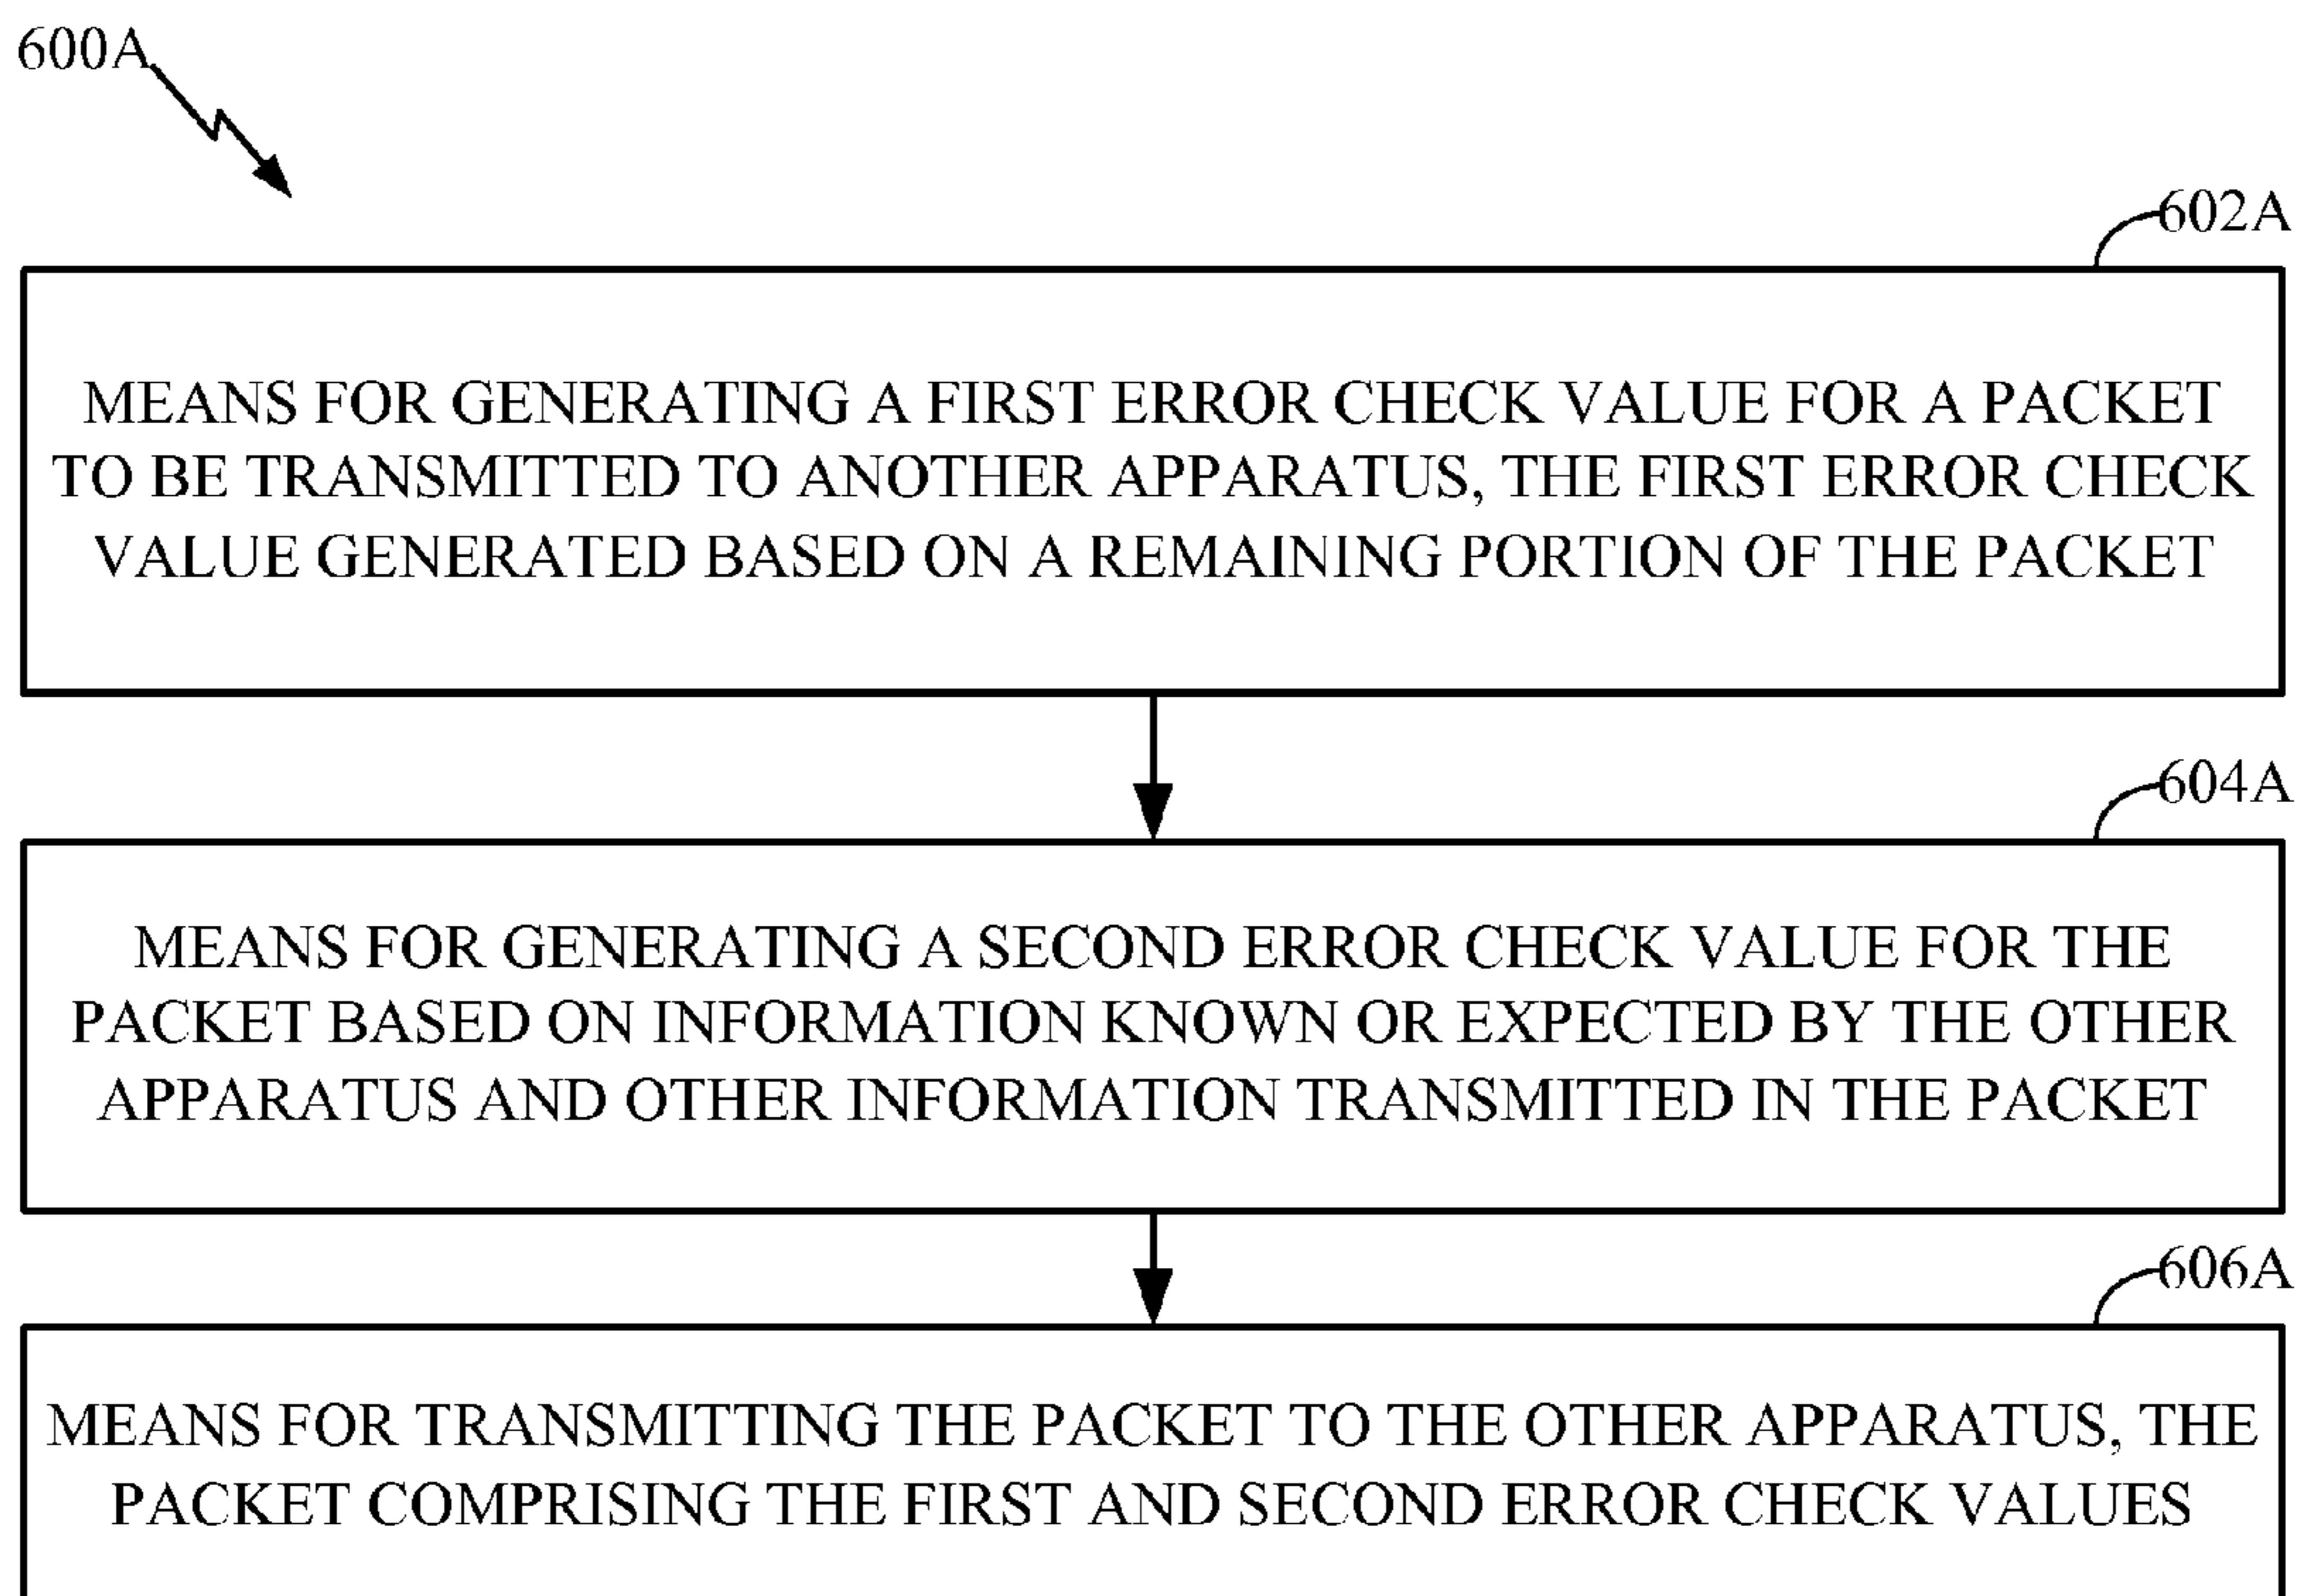 600A
602A
MEANS FOR GENERATING A FIRST ERROR CHECK VALUE FOR A PACKET
TO BE TRANSMITTED TO ANOTHER APPARATUS, THE FIRST ERROR CHECK
VALUE GENERATED BASED ON A REMAINING PORTION OF THE PACKET
604A
MEANS FOR GENERATING A SECOND ERROR CHECK VALUE FOR THE
PACKET BASED ON INFORMATION KNOWN OR EXPECTED BY THE OTHER
APPARATUS AND OTHER INFORMATION TRANSMITTED IN THE PACKET
606A
MEANS FOR TRANSMITTING THE PACKET TO THE OTHER APPARATUS, THE
PACKET COMPRISING THE FIRST AND SECOND ERROR CHECK VALUES